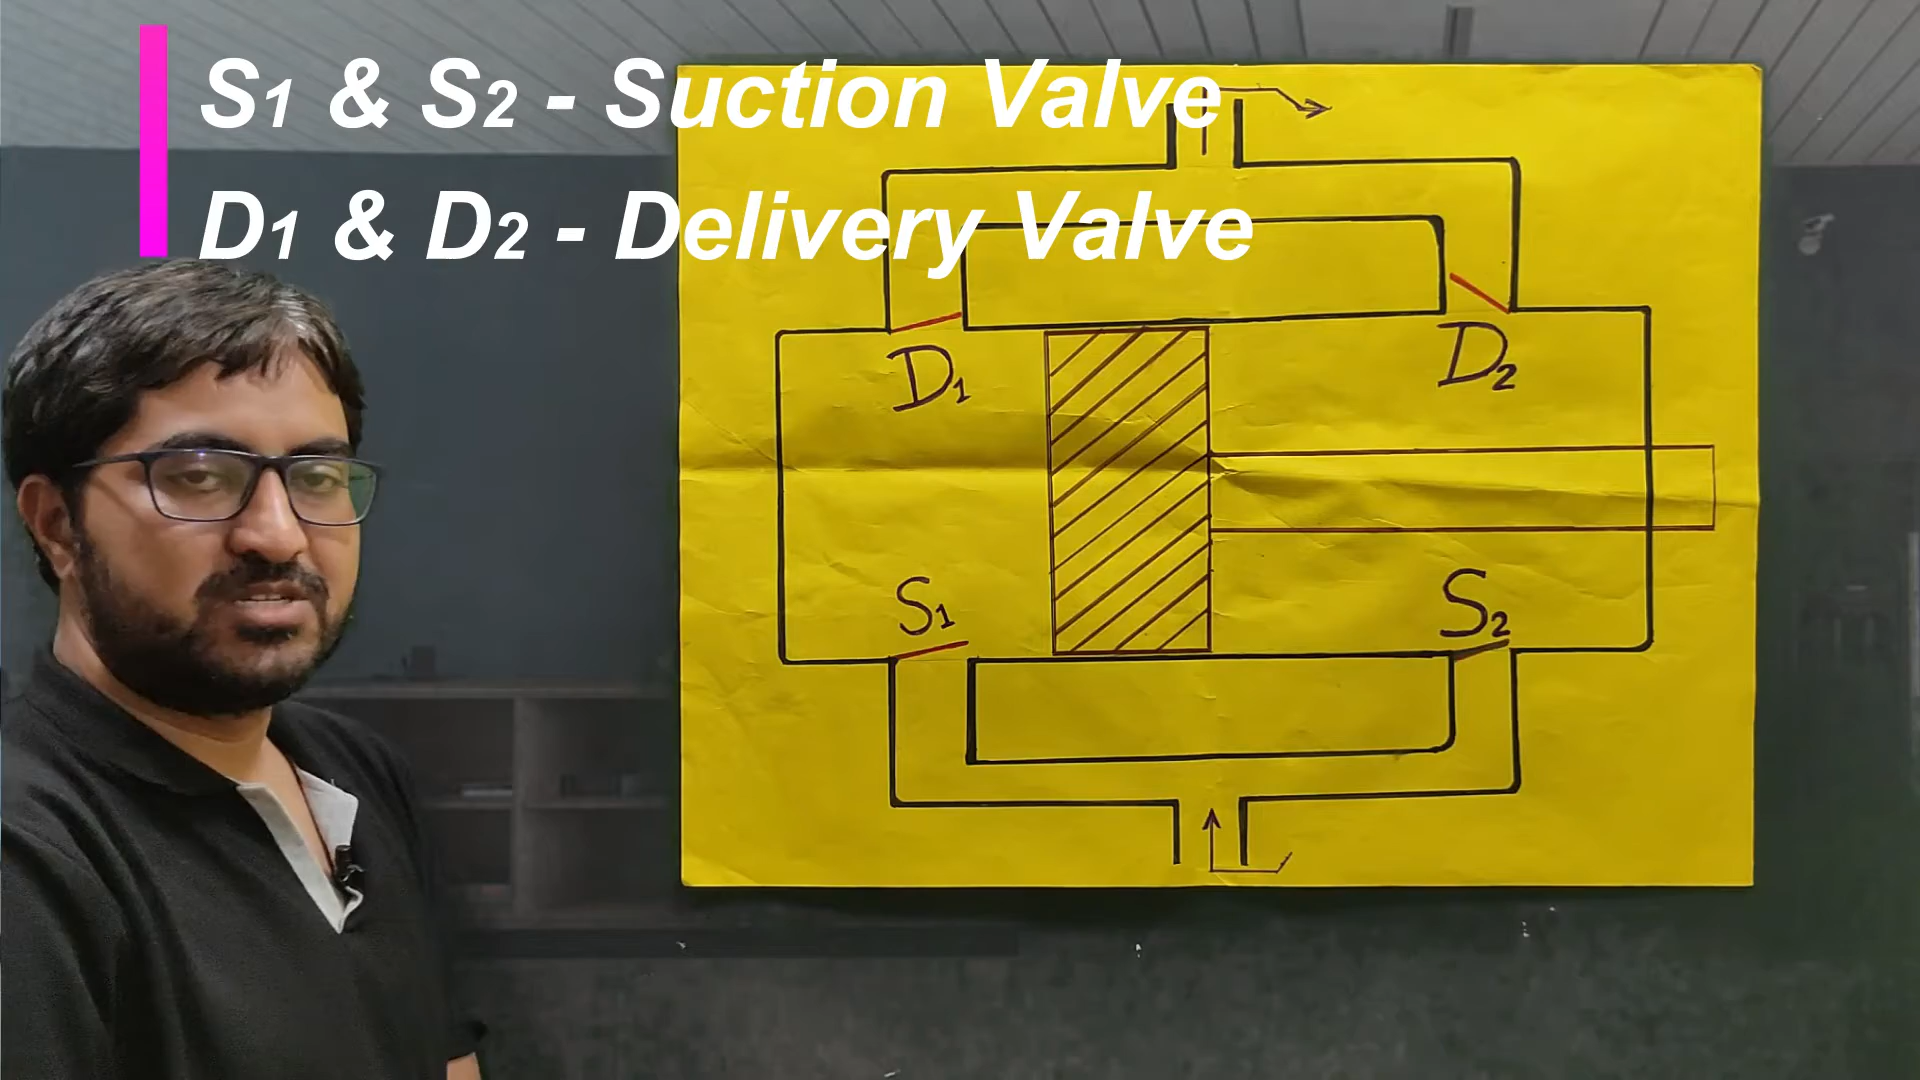 S1 & S2 - Suction Valve
D1 & D2 - Delivery Valve
D1
D2
S1
S2